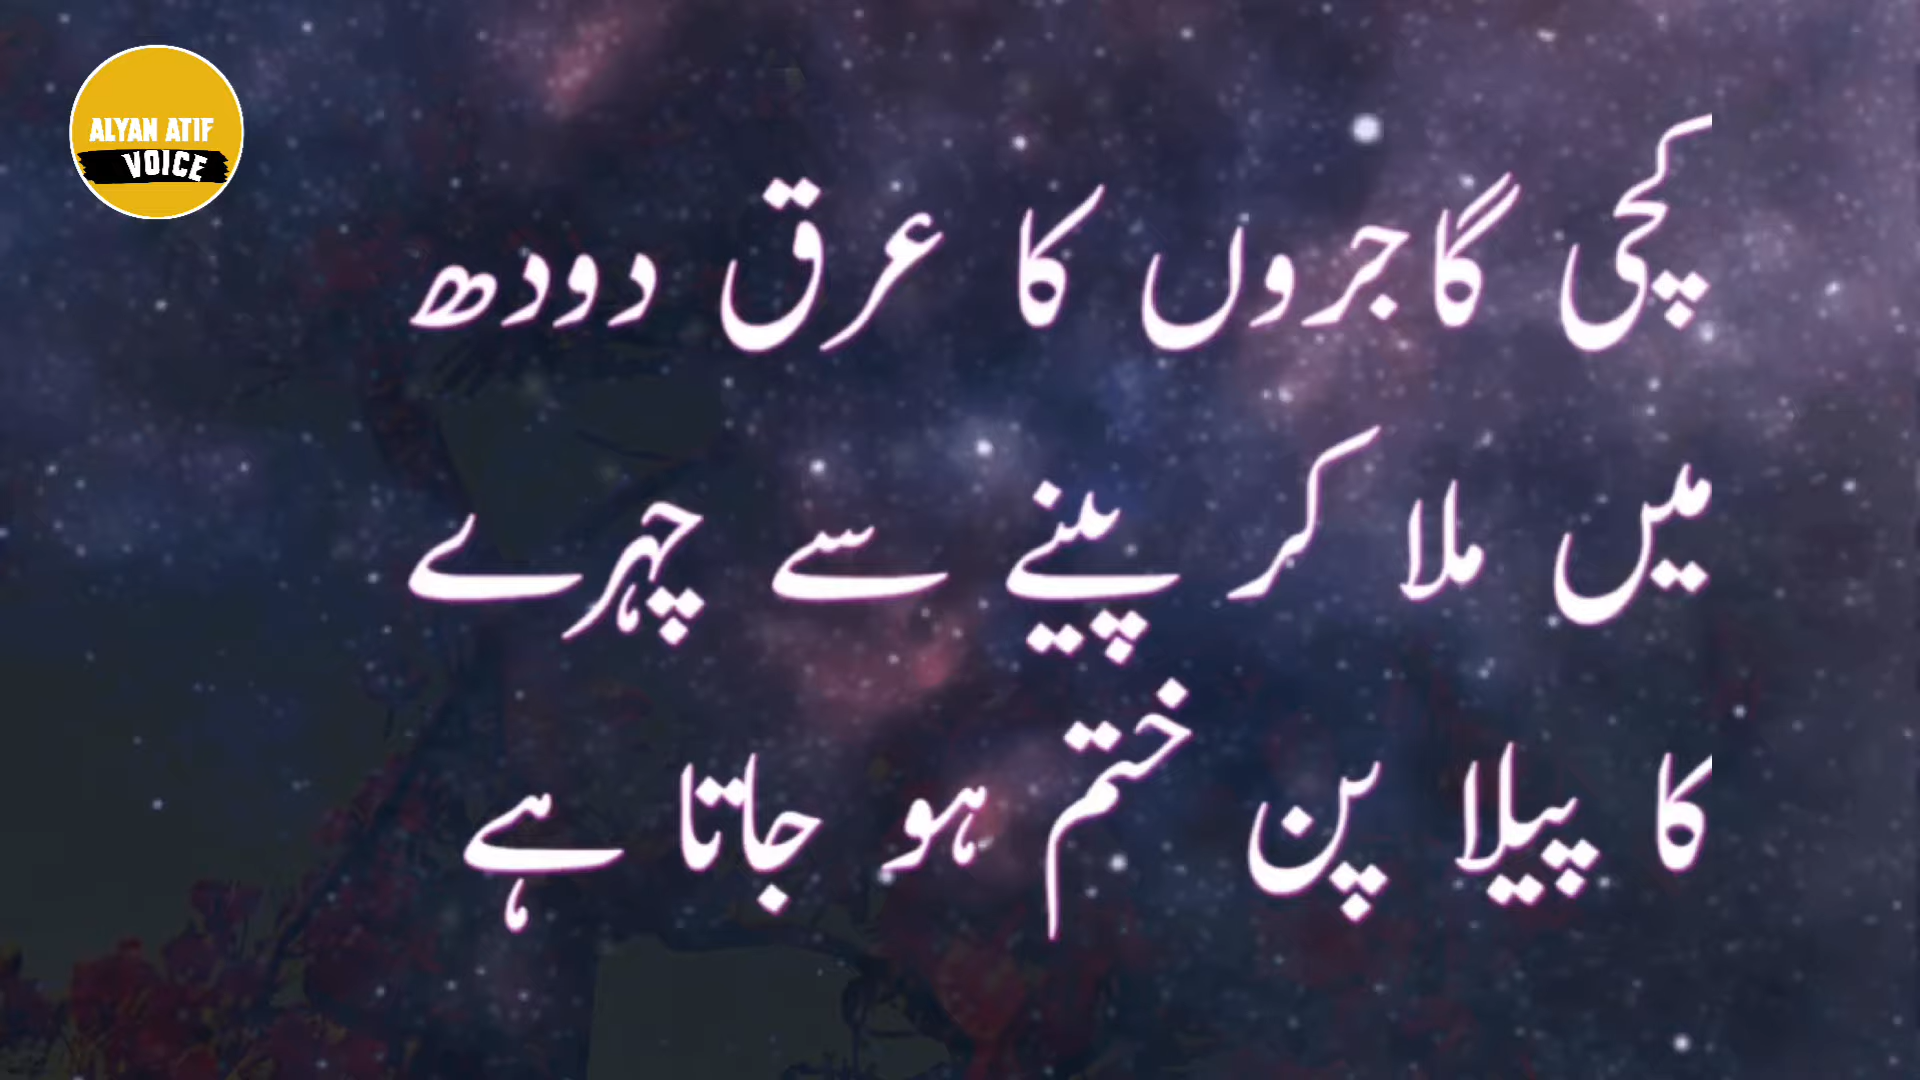 ALYAN ATIF
VOICE
کچی گاجروں کا عرق دودھ
میں ملا کر پینے سے چہرے
کا پیلا پن ختم ہو جاتا ہے